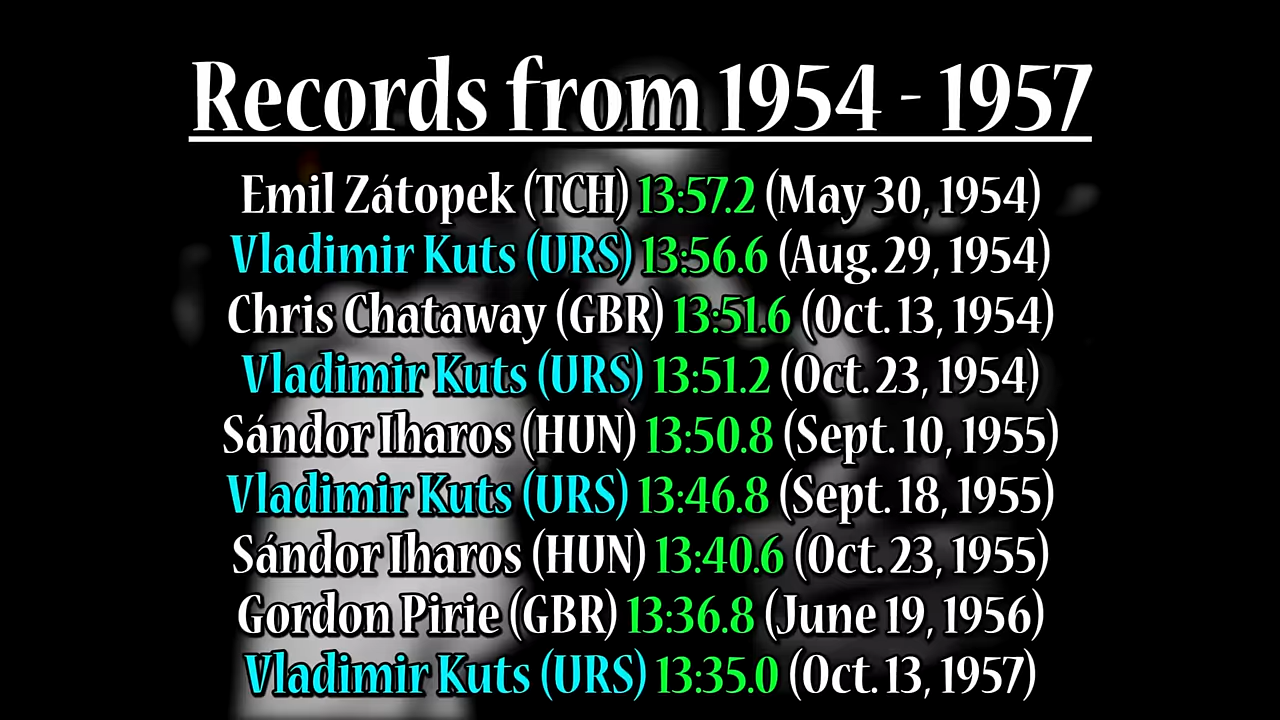 Records from 1954 - 1957
Emil Zátopek (TCH) 13:57.2 (May 30, 1954)
Vladimir Kuts (URS) 13:56.6 (Aug. 29, 1954)
Chris Chataway (GBR) 13:51.6 (Oct. 13, 1954)
Vladimir Kuts (URS) 13:51.2 (Oct. 23, 1954)
Sándor Iharos (HUN) 13:50.8 (Sept. 10, 1955)
Vladimir Kuts (URS) 13:46.8 (Sept. 18, 1955)
Sándor Iharos (HUN) 13:40.6 (Oct. 23, 1955)
Gordon Pirie (GBR) 13:36.8 (June 19, 1956)
Vladimir Kuts (URS) 13:35.0 (Oct. 13, 1957)